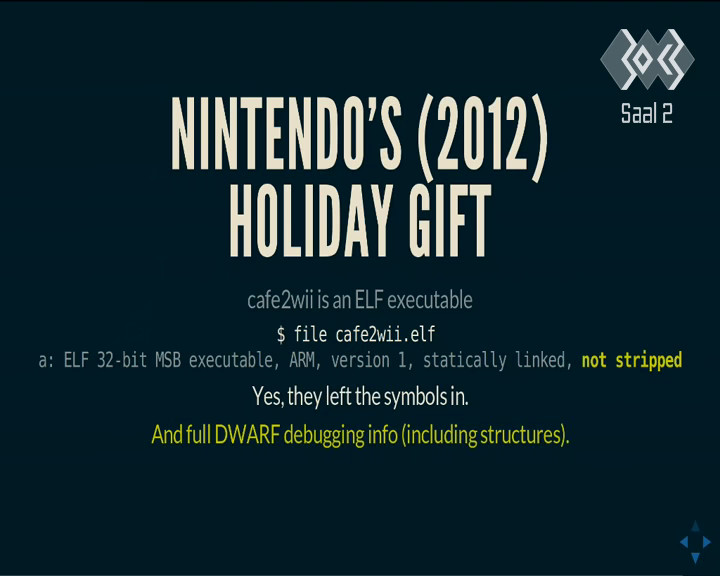 Saal 2
NINTENDO'S (2012)
HOLIDAY GIFT
cafe2wii is an ELF executable
$ file cafe2wii.elf
a: ELF 32-bit MSB executable, ARM, version 1, statically linked, not stripped
Yes, they left the symbols in.
And full DWARF debugging info (including structures).